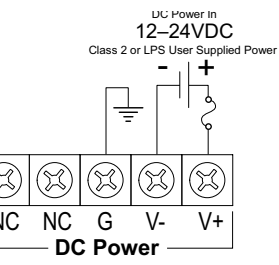 DC Power In
12–24VDC
Class 2 or LPS User Supplied Power
- +
NC NC G V- V+
DC Power